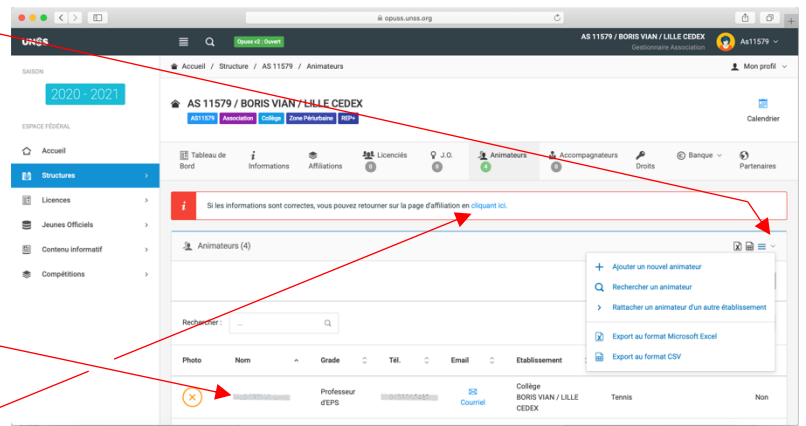 opuss.unss.org
UNSS
Opuss v2 : Ouvert
AS 11579 / BORIS VIAN / LILLE CEDEX
Gestionnaire Association
As11579
SAISON
2020 - 2021
ESPACE FÉDÉRAL
Accueil
Structures
Licences
Jeunes Officiels
Contenu informatif
Compétitions
Accueil / Structure / AS 11579 / Animateurs
Mon profil
AS 11579 / BORIS VIAN / LILLE CEDEX
AS11579 Association Collège Zone Périurbaine REP+
Calendrier
Tableau de Bord
Informations
Affiliations
Licenciés
0
J.O.
0
Animateurs
4
Accompagnateurs
0
Droits
Banque
Partenaires
i Si les informations sont correctes, vous pouvez retourner sur la page d'affiliation en cliquant ici.
Animateurs (4)
Ajouter un nouvel animateur
Rechercher un animateur
Rattacher un animateur d'un autre établissement
Export au format Microsoft Excel
Export au format CSV
Rechercher : ...
Photo Nom Grade Tél. Email Etablissement
Professeur d'EPS
Courriel
Collège
BORIS VIAN / LILLE
CEDEX
Tennis
Non